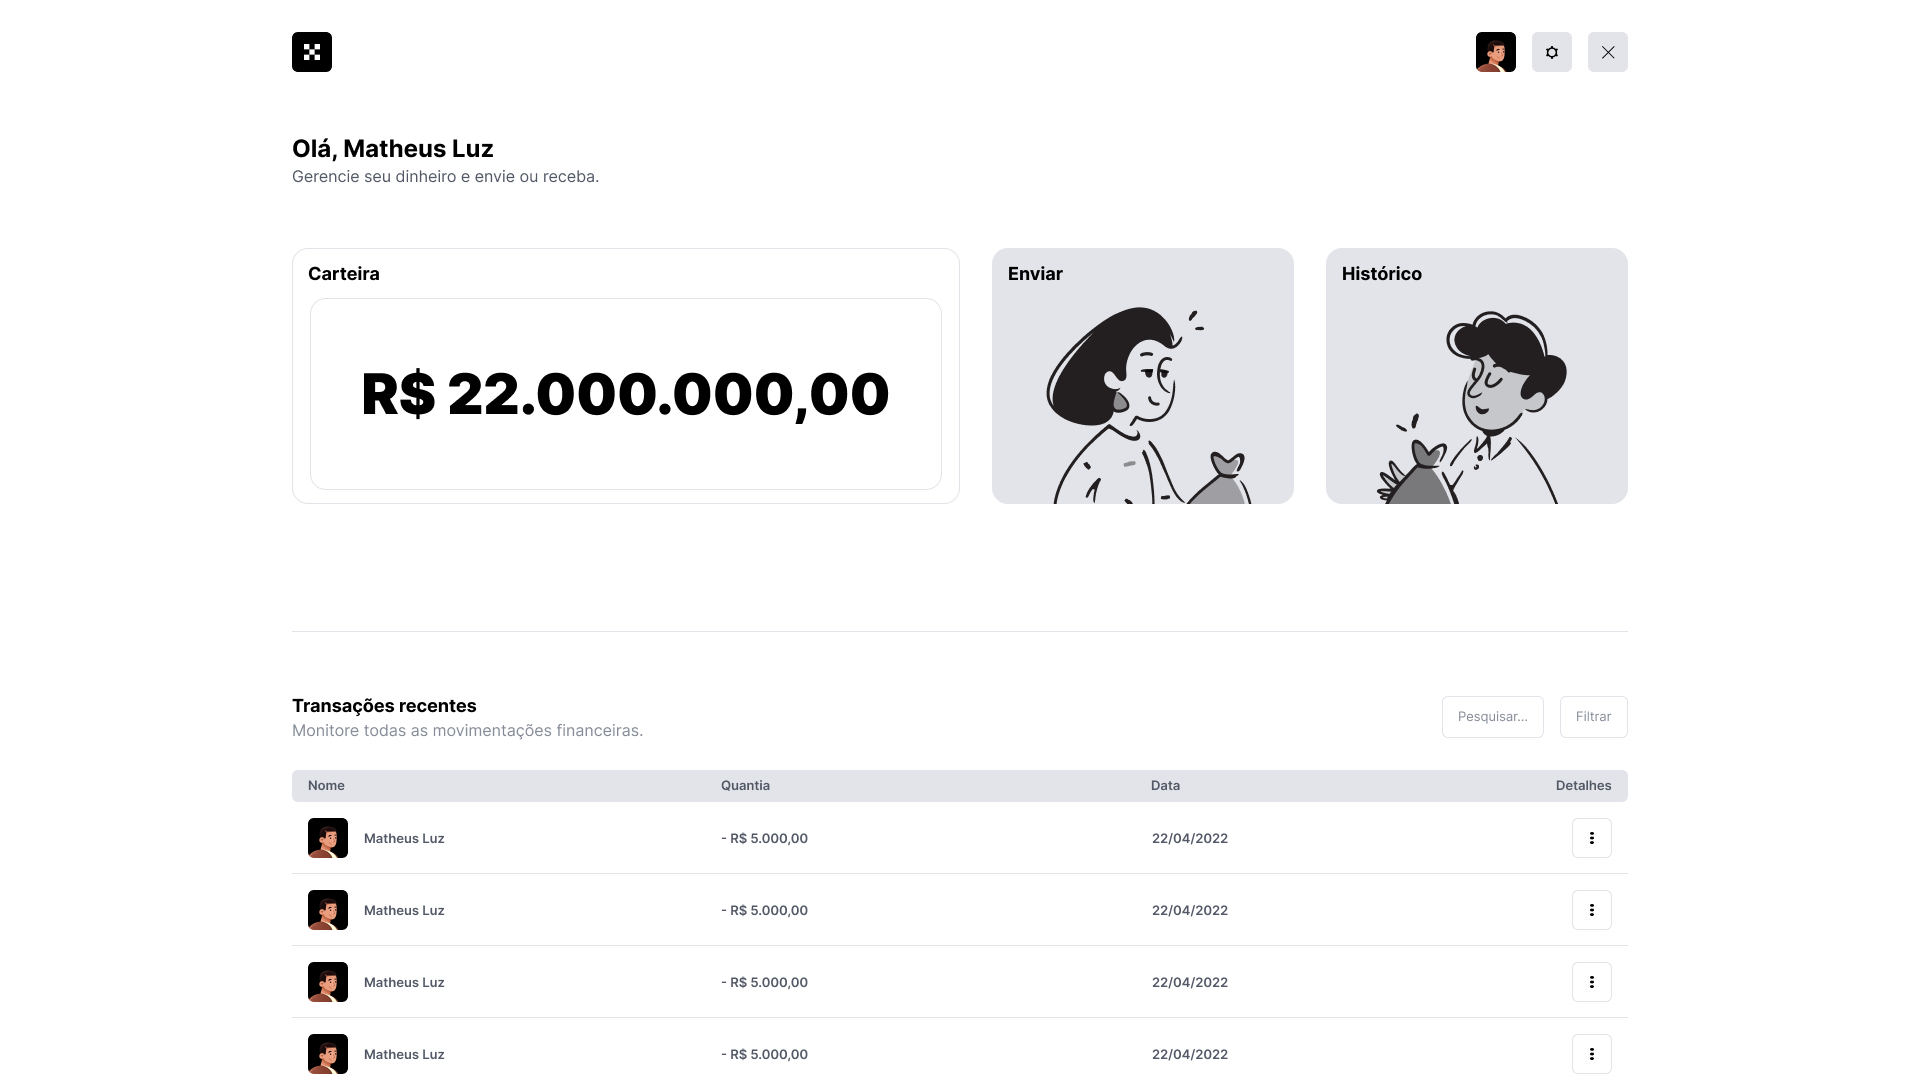 Olá, Matheus Luz
Gerencie seu dinheiro e envie ou receba.
Carteira
R$ 22.000.000,00
Enviar
Histórico
Transações recentes
Monitore todas as movimentações financeiras.
Pesquisar...
Filtrar
Nome Quantia Data Detalhes
Matheus Luz - R$ 5.000,00 22/04/2022
Matheus Luz - R$ 5.000,00 22/04/2022
Matheus Luz - R$ 5.000,00 22/04/2022
Matheus Luz - R$ 5.000,00 22/04/2022